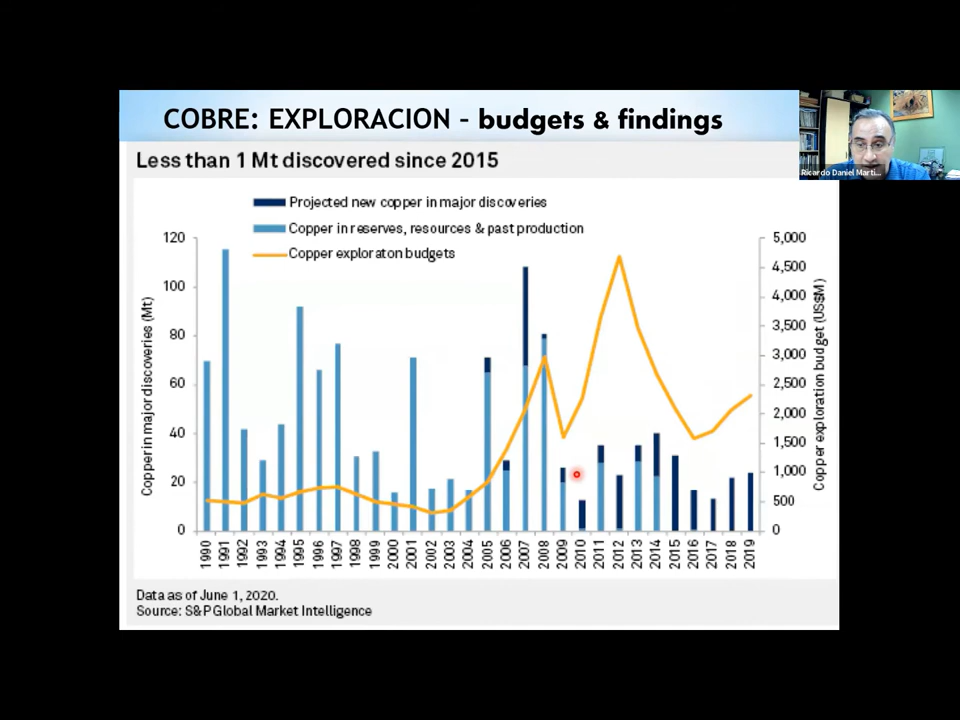 COBRE: EXPLORACION - budgets & findings
Ricardo Daniel Marti...
Less than 1 Mt discovered since 2015
Projected new copper in major discoveries
Copper in reserves, resources & past production
Copper exploraton budgets
Copper in major discoveries (Mt)
120
100
80
60
40
20
0
5,000
4,500
4,000
3,500
3,000
2,500
2,000
1,500
1,000
500
0
Copper exploration budget (US$M)
1990 1991 1992 1993 1994 1995 1996 1997 1998 1999 2000 2001 2002 2003 2004 2005 2006 2007 2008 2009 2010 2011 2012 2013 2014 2015 2016 2017 2018 2019
Data as of June 1, 2020.
Source: S&P Global Market Intelligence